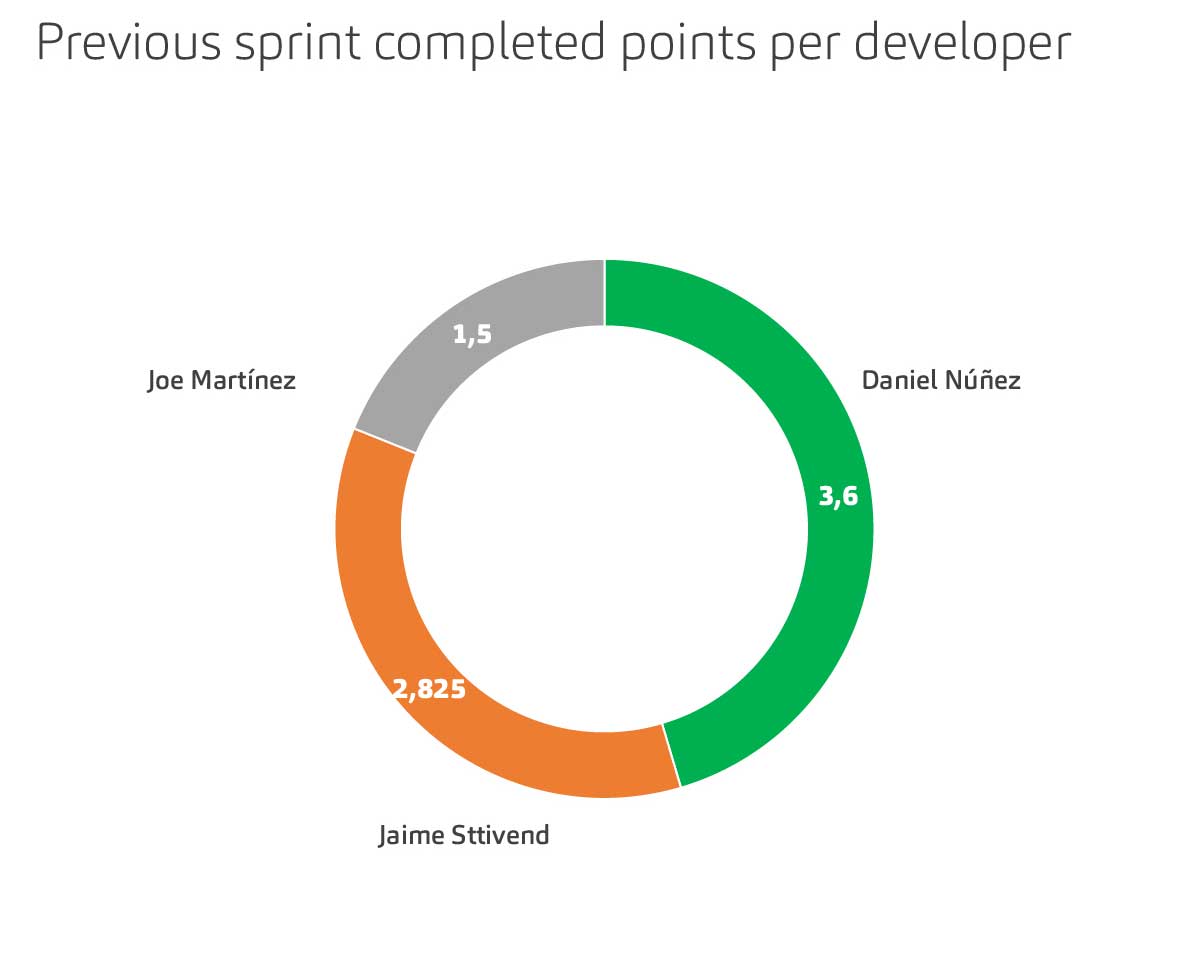 Previous sprint completed points per developer
1,5
Joe Martínez
Daniel Núñez
3,6
2,825
Jaime Sttivend